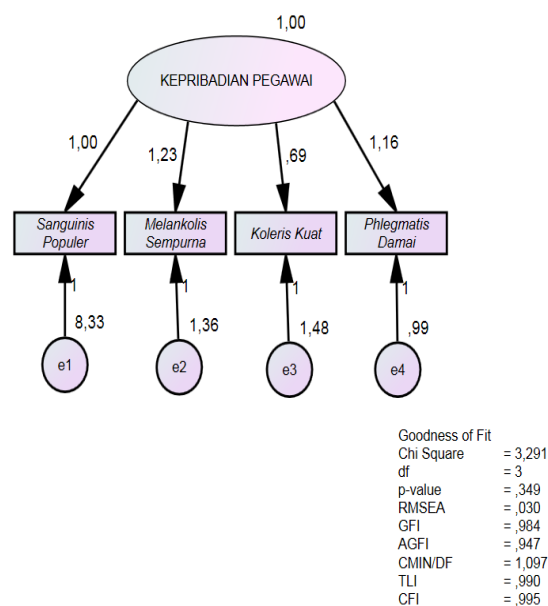 1,00
KEPRIBADIAN PEGAWAI
1,00
1,23
,69
1,16
Sanguinis
Populer
Melankolis
Sempurna
Koleris Kuat
Phlegmatis
Damai
1
1
1
1
8,33
1,36
1,48
,99
e1
e2
e3
e4
Goodness of Fit
Chi Square = 3,291
df = 3
p-value = ,349
RMSEA = ,030
GFI = ,984
AGFI = ,947
CMIN/DF = 1,097
TLI = ,990
CFI = ,995